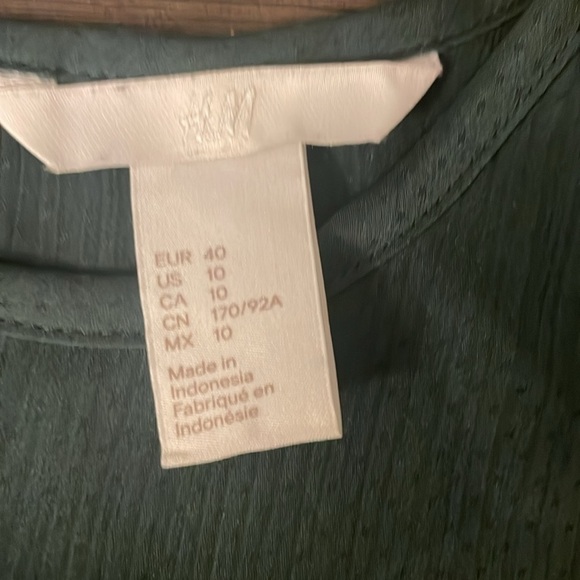 H&M
EUR 40
US 10
CA 10
CN 170/92A
MX 10
Made in
Indonesia
Fabriqué en
Indonésie